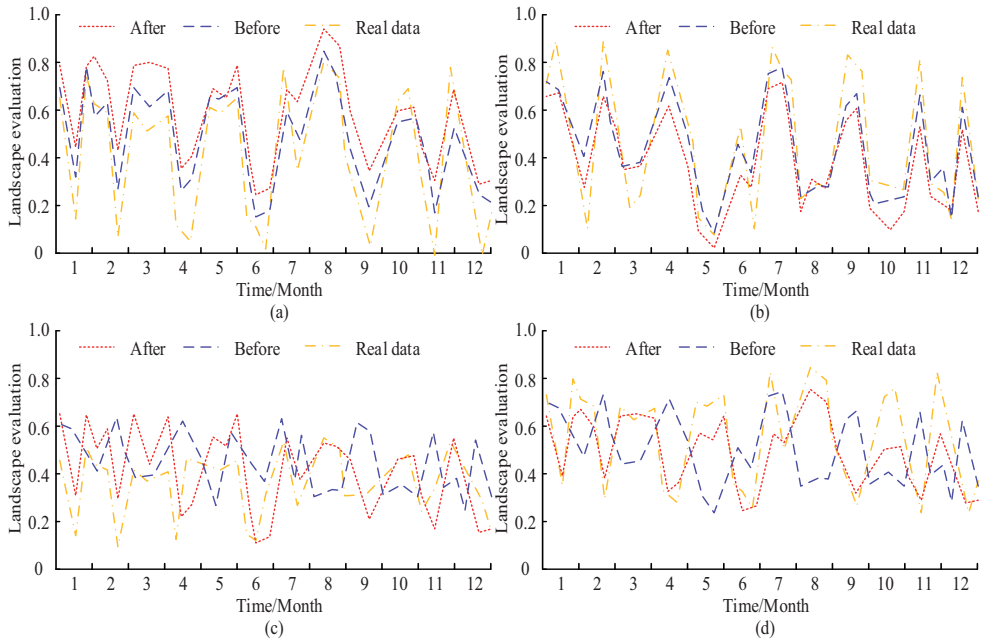 1.0
0.8
0.6
0.4
0.2
0
Landscape evaluation
After Before Real data
1 2 3 4 5 6 7 8 9 10 11 12
Time/Month
(a)
1.0
0.8
0.6
0.4
0.2
0
Landscape evaluation
After Before Real data
1 2 3 4 5 6 7 8 9 10 11 12
Time/Month
(b)
1.0
0.8
0.6
0.4
0.2
0
Landscape evaluation
After Before Real data
1 2 3 4 5 6 7 8 9 10 11 12
Time/Month
(c)
1.0
0.8
0.6
0.4
0.2
0
Landscape evaluation
After Before Real data
1 2 3 4 5 6 7 8 9 10 11 12
Time/Month
(d)